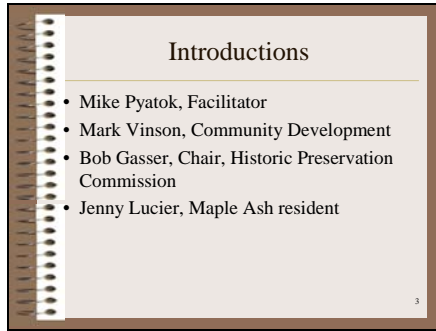 Introductions
• Mike Pyatok, Facilitator
• Mark Vinson, Community Development
• Bob Gasser, Chair, Historic Preservation
Commission
• Jenny Lucier, Maple Ash resident
3